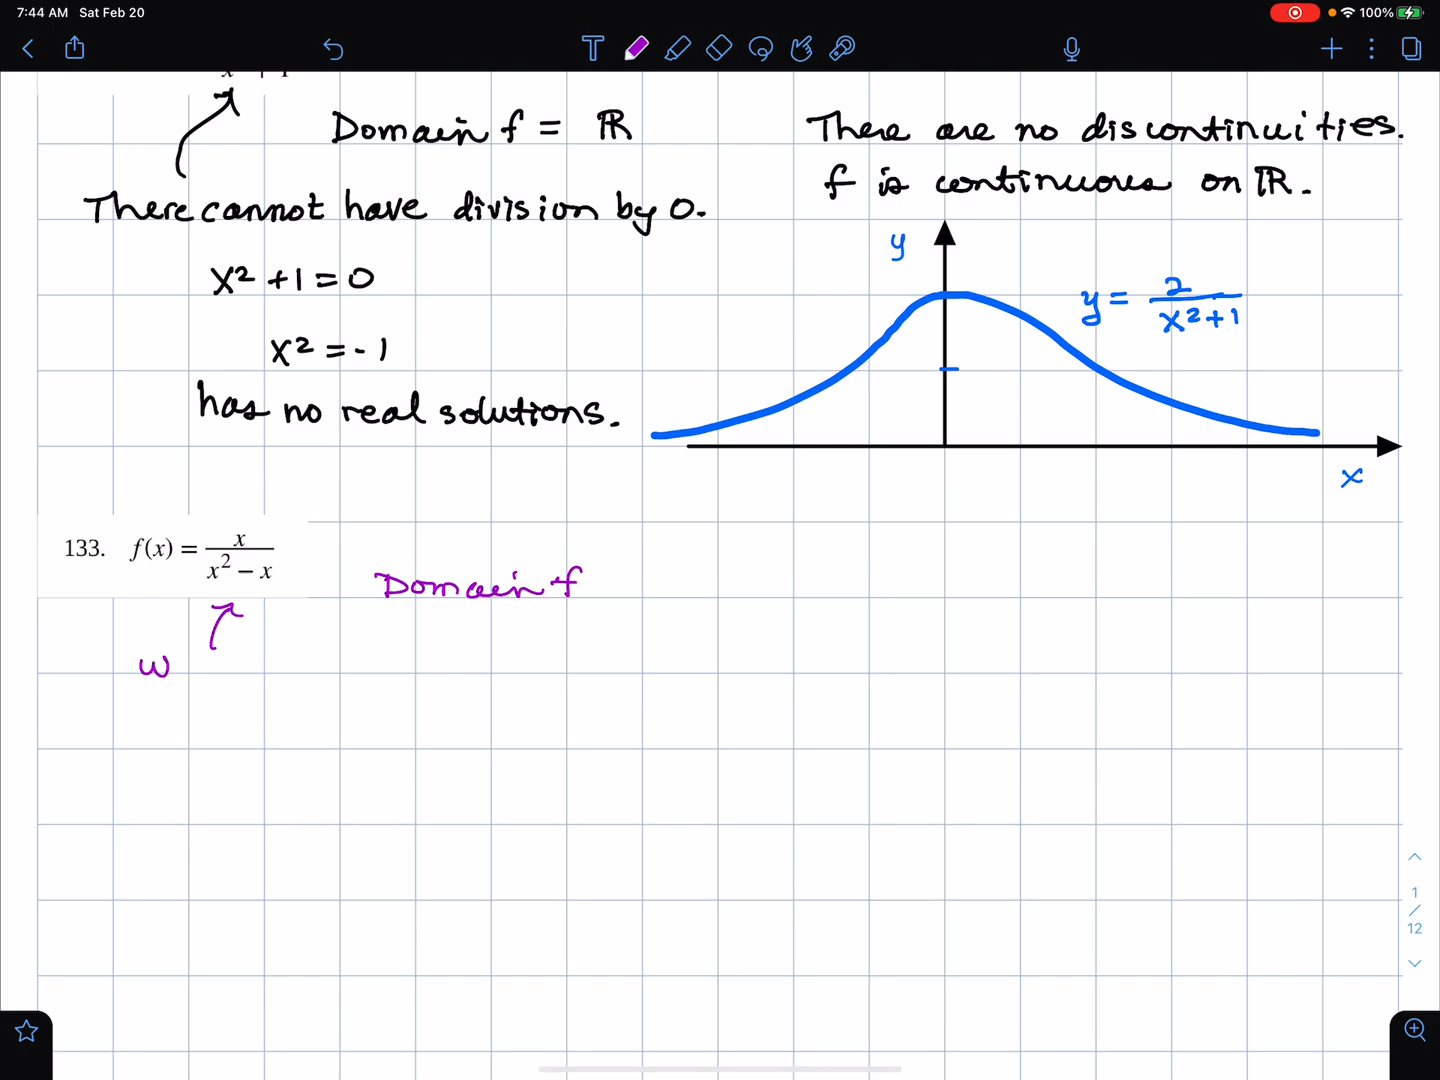 7:44 AM Sat Feb 20
100%
T
Domain f = ℝ
There are no discontinuities.
f is continuous on ℝ.
There cannot have division by 0.
x² + 1 = 0
x² = -1
has no real solutions.
y
y = 2/(x² + 1)
x
133. f(x) = x/(x² − x)
Domain f
w
1
/
12